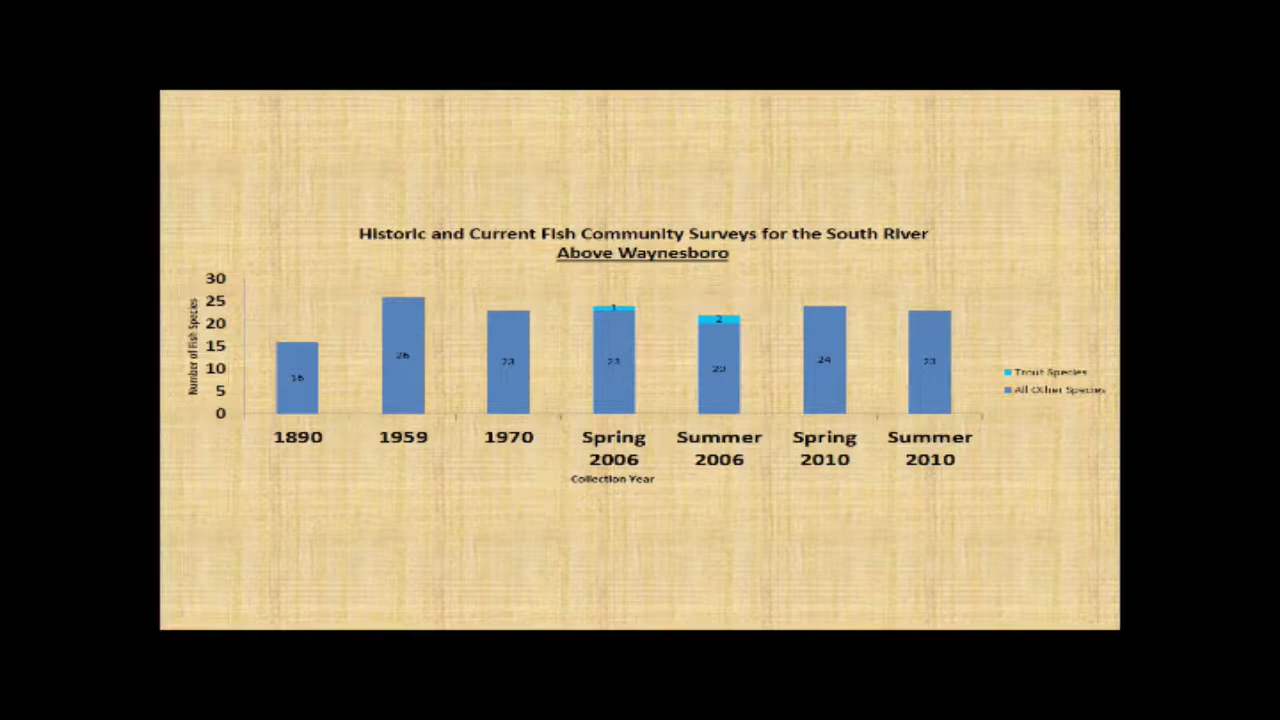 Historic and Current Fish Community Surveys for the South River
Above Waynesboro
Number of Fish Species
30
25
20
15
10
5
0
16
26
23
1
23
2
20
24
23
Trout Species
All Other Species
1890 1959 1970 Spring 2006 Summer 2006 Spring 2010 Summer 2010
Collection Year